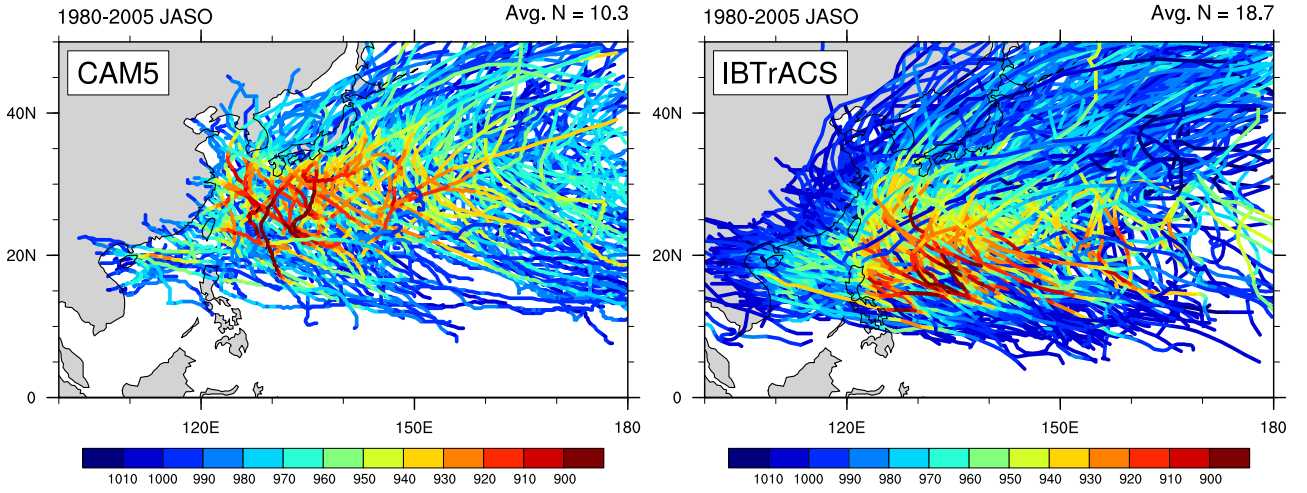 1980-2005 JASO Avg. N = 10.3
CAM5
40N
20N
0
120E 150E 180
1010 1000 990 980 970 960 950 940 930 920 910 900
1980-2005 JASO Avg. N = 18.7
IBTrACS
40N
20N
0
120E 150E 180
1010 1000 990 980 970 960 950 940 930 920 910 900